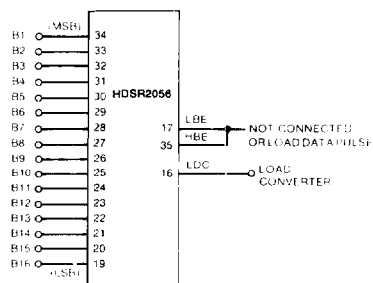 (MSB)
B1 34
B2 33
B3 32
B4 31
B5 30
B6 29
B7 28
B8 27
B9 26
B10 25
B11 24
B12 23
B13 22
B14 21
B15 20
B16 19
(LSB)
HDSR2056
17 LBE
35 HBE
NOT CONNECTED
OR LOAD DATA PULSE
16 LDC
LOAD
CONVERTER